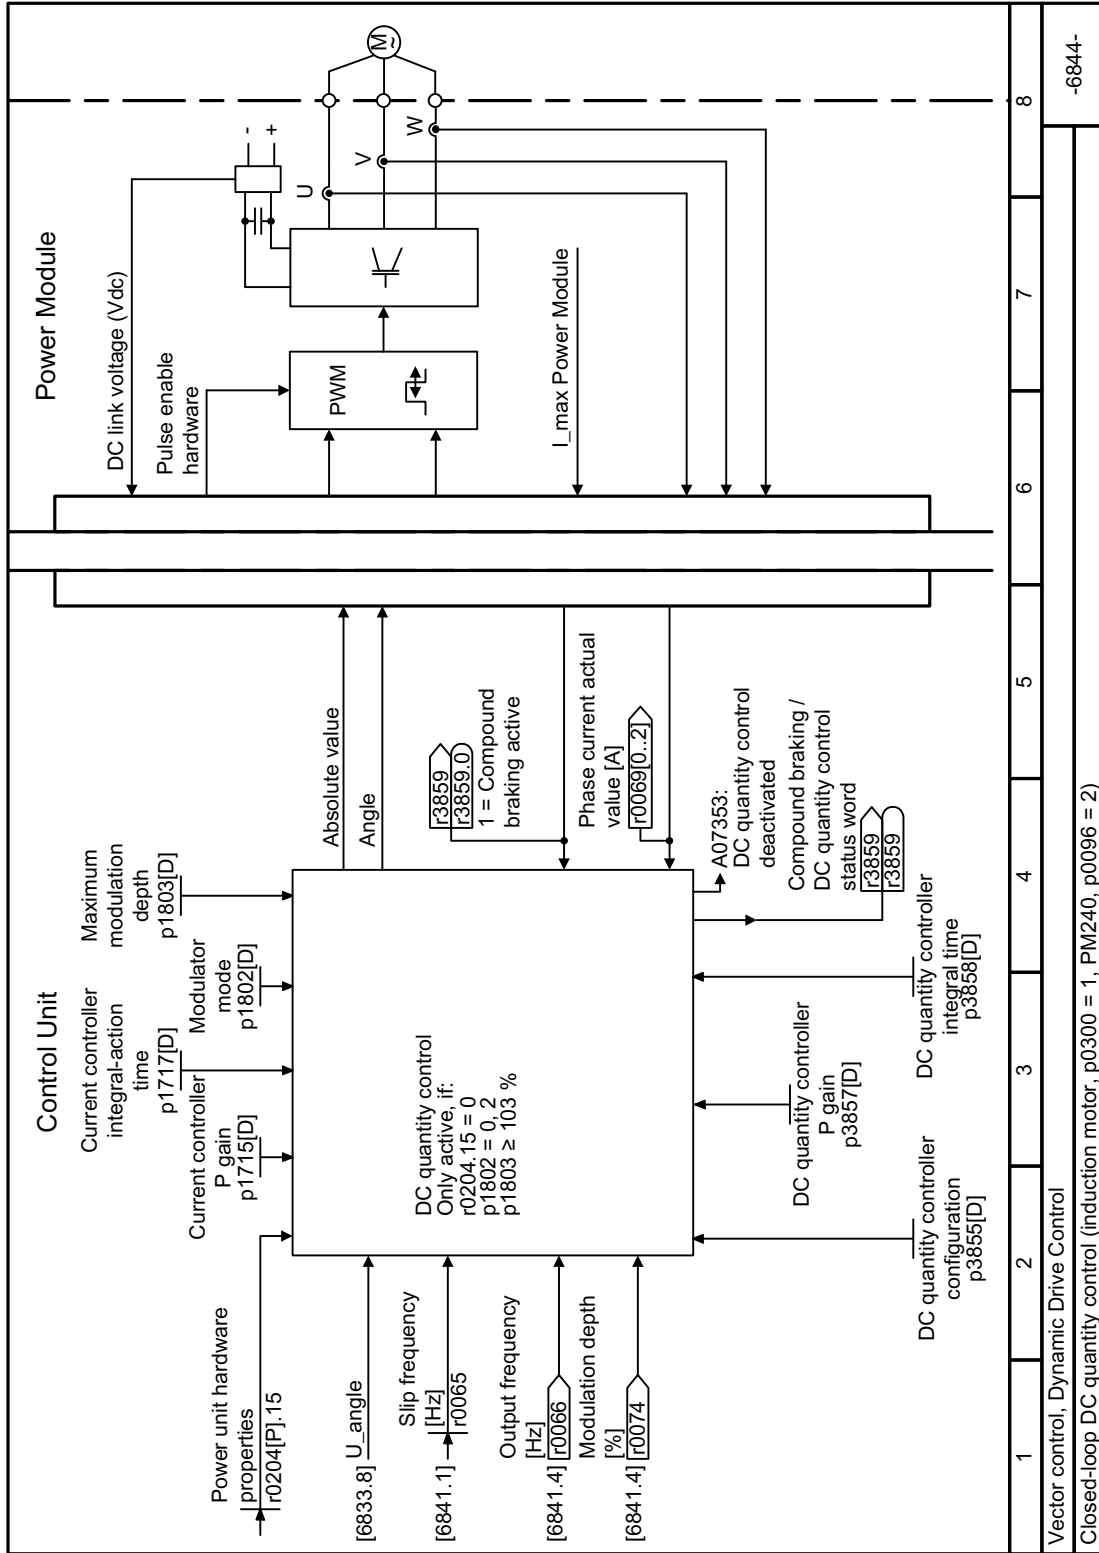 Control Unit
Power Module
Power unit hardware
properties
r0204[P].15
Current controller
P gain
p1715[D]
Current controller
integral-action
time
p1717[D]
Modulator
mode
p1802[D]
Maximum
modulation
depth
p1803[D]
[6833.8]
U_angle
Slip frequency
[Hz]
[6841.1]
r0065
Output frequency
[Hz]
[6841.4]
r0066
Modulation depth
[%]
[6841.4]
r0074
DC quantity control
Only active, if:
r0204.15 = 0
p1802 = 0, 2
p1803 ≥ 103 %
Absolute value
Angle
r3859
r3859.0
1 = Compound
braking active
Phase current actual
value [A]
r0069[0..2]
A07353:
DC quantity control
deactivated
Compound braking /
DC quantity control
status word
r3859
r3859
DC quantity controller
configuration
p3855[D]
DC quantity controller
P gain
p3857[D]
DC quantity controller
integral time
p3858[D]
DC link voltage (Vdc)
Pulse enable
hardware
PWM
I_max Power Module
-
+
U
V
W
M
~
1 2 3 4 5 6 7 8
Vector control, Dynamic Drive Control
Closed-loop DC quantity control (induction motor, p0300 = 1, PM240, p0096 = 2)
-6844-